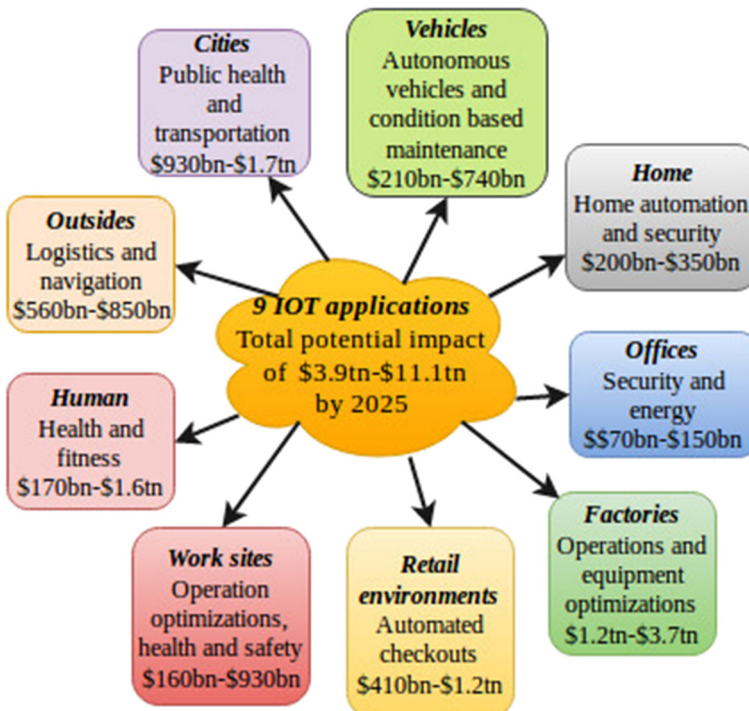 Cities
Public health
and
transportation
$930bn-$1.7tn
Vehicles
Autonomous
vehicles and
condition based
maintenance
$210bn-$740bn
Home
Home automation
and security
$200bn-$350bn
Outsides
Logistics and
navigation
$560bn-$850bn
9 IOT applications
Total potential impact
of $3.9tn-$11.1tn
by 2025
Offices
Security and
energy
$$70bn-$150bn
Human
Health and
fitness
$170bn-$1.6tn
Factories
Operations and
equipment
optimizations
$1.2tn-$3.7tn
Work sites
Operation
optimizations,
health and safety
$160bn-$930bn
Retail
environments
Automated
checkouts
$410bn-$1.2tn